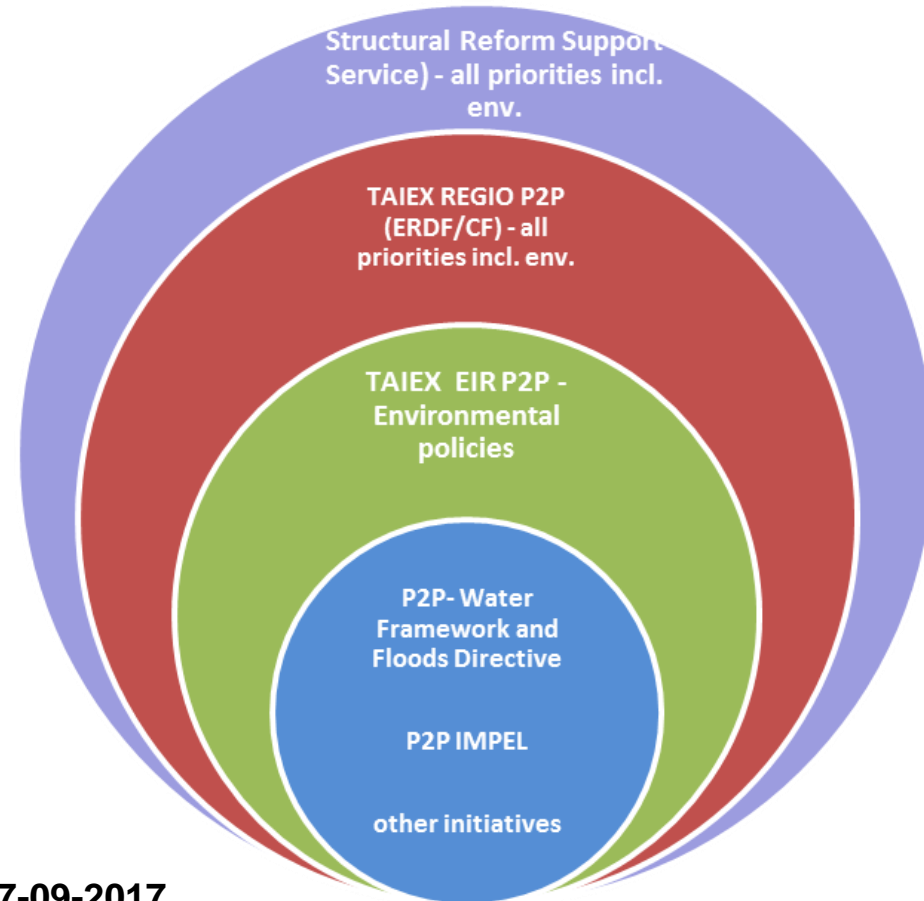 Structural Reform Support
Service) - all priorities incl.
env.
TAIEX REGIO P2P
(ERDF/CF) - all
priorities incl. env.
TAIEX EIR P2P -
Environmental
policies
P2P- Water
Framework and
Floods Directive
P2P IMPEL
other initiatives
7-09-2017